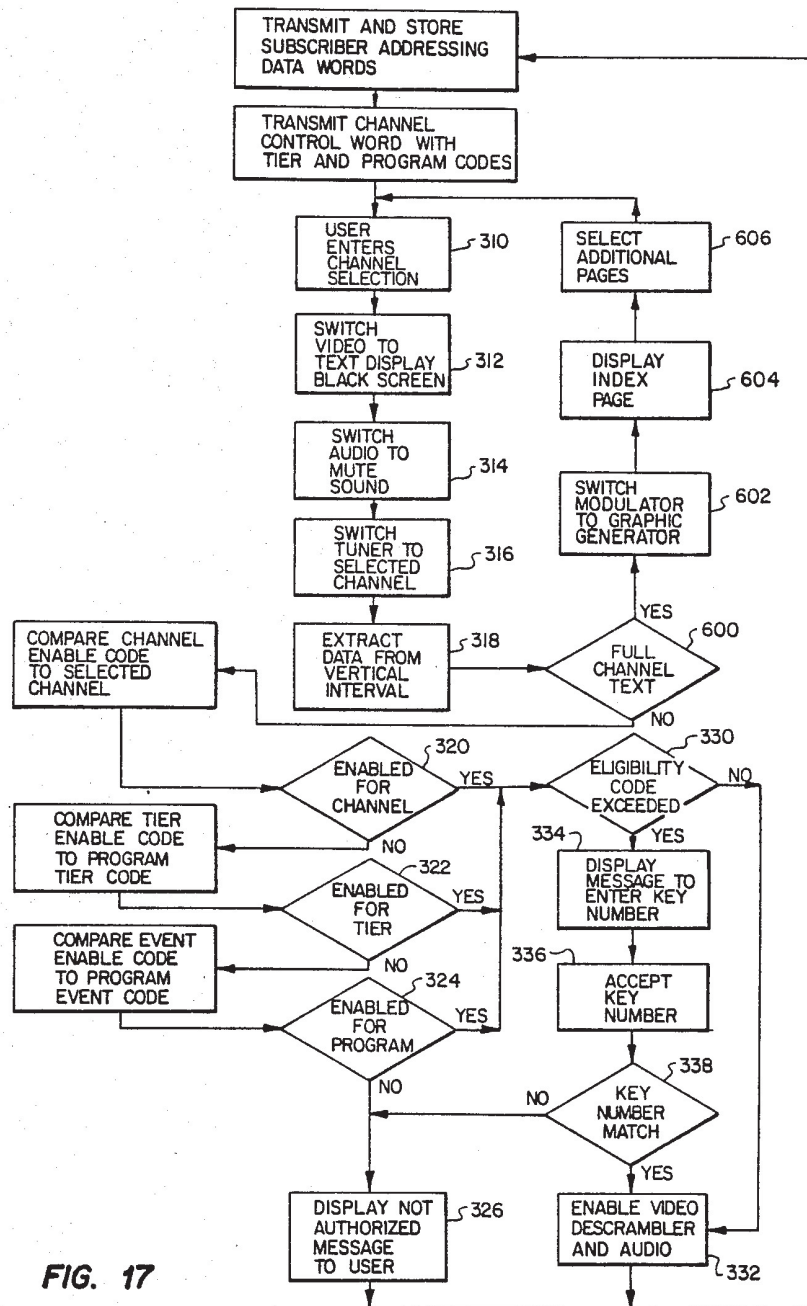 TRANSMIT AND STORE
SUBSCRIBER ADDRESSING
DATA WORDS
TRANSMIT CHANNEL
CONTROL WORD WITH
TIER AND PROGRAM CODES
USER
ENTERS
CHANNEL
SELECTION
310
SELECT
ADDITIONAL
PAGES
606
SWITCH
VIDEO TO
TEXT DISPLAY
BLACK SCREEN
312
DISPLAY
INDEX
PAGE
604
SWITCH
AUDIO TO
MUTE
SOUND
314
SWITCH
MODULATOR
TO GRAPHIC
GENERATOR
602
SWITCH
TUNER TO
SELECTED
CHANNEL
316
YES
COMPARE CHANNEL
ENABLE CODE
TO SELECTED
CHANNEL
EXTRACT
DATA FROM
VERTICAL
INTERVAL
318
FULL
CHANNEL
TEXT
600
NO
ENABLED
FOR
CHANNEL
320
YES
NO
ELIGIBILITY
CODE
EXCEEDED
330
NO
YES
COMPARE TIER
ENABLE CODE
TO PROGRAM
TIER CODE
ENABLED
FOR
TIER
322
YES
NO
334
DISPLAY
MESSAGE TO
ENTER KEY
NUMBER
COMPARE EVENT
ENABLE CODE
TO PROGRAM
EVENT CODE
ENABLED
FOR
PROGRAM
324
YES
NO
336
ACCEPT
KEY
NUMBER
KEY
NUMBER
MATCH
338
NO
YES
DISPLAY NOT
AUTHORIZED
MESSAGE
TO USER
326
ENABLE VIDEO
DESCRAMBLER
AND AUDIO
332
FIG. 17